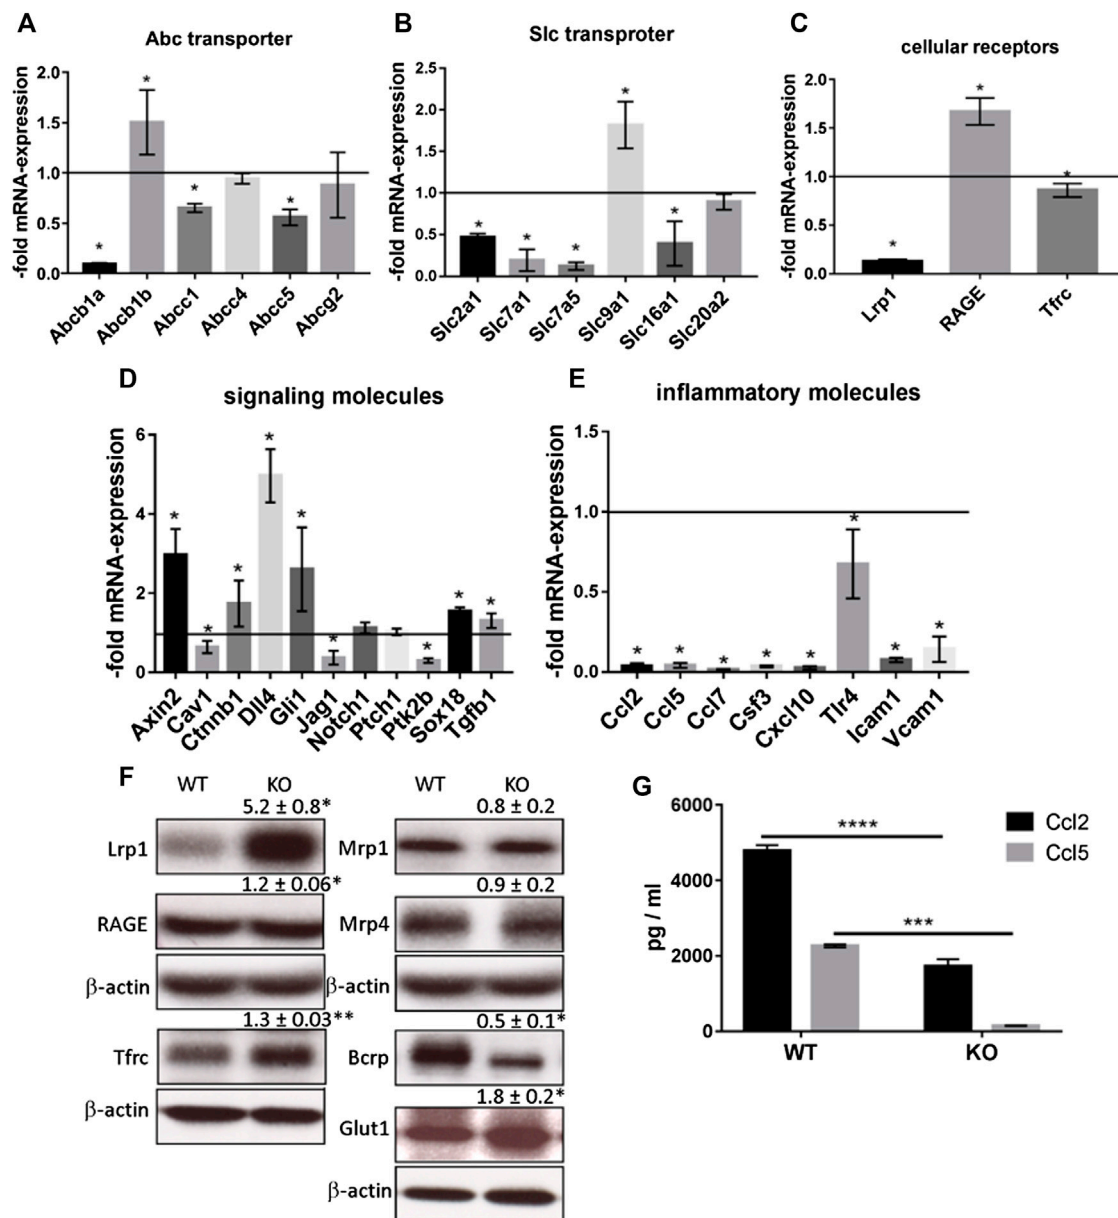 A
Abc transporter
-fold mRNA-expression
2.0
1.5
1.0
0.5
0.0
* * * *
Abcb1a Abcb1b Abcc1 Abcc4 Abcc5 Abcg2
B
Slc transproter
-fold mRNA-expression
2.5
2.0
1.5
1.0
0.5
0.0
* * * * *
Slc2a1 Slc7a1 Slc7a5 Slc9a1 Slc16a1 Slc20a2
C
cellular receptors
-fold mRNA-expression
2.0
1.5
1.0
0.5
0.0
* * *
Lrp1 RAGE Tfrc
D
signaling molecules
-fold mRNA-expression
6
4
2
0
* * * * * * * * *
Axin2 Cav1 Ctnnb1 Dll4 Gli1 Jag1 Notch1 Ptch1 Ptk2b Sox18 Tgfb1
E
inflammatory molecules
-fold mRNA-expression
1.5
1.0
0.5
0.0
* * * * * * * *
Ccl2 Ccl5 Ccl7 Csf3 Cxcl10 Tlr4 Icam1 Vcam1
F
WT KO
5.2 ± 0.8*
Lrp1
1.2 ± 0.06*
RAGE
β-actin
1.3 ± 0.03**
Tfrc
β-actin
WT KO
0.8 ± 0.2
Mrp1
0.9 ± 0.2
Mrp4
β-actin
0.5 ± 0.1*
Bcrp
1.8 ± 0.2*
Glut1
β-actin
G
pg / ml
6000
4000
2000
0
****
***
WT KO
Ccl2
Ccl5